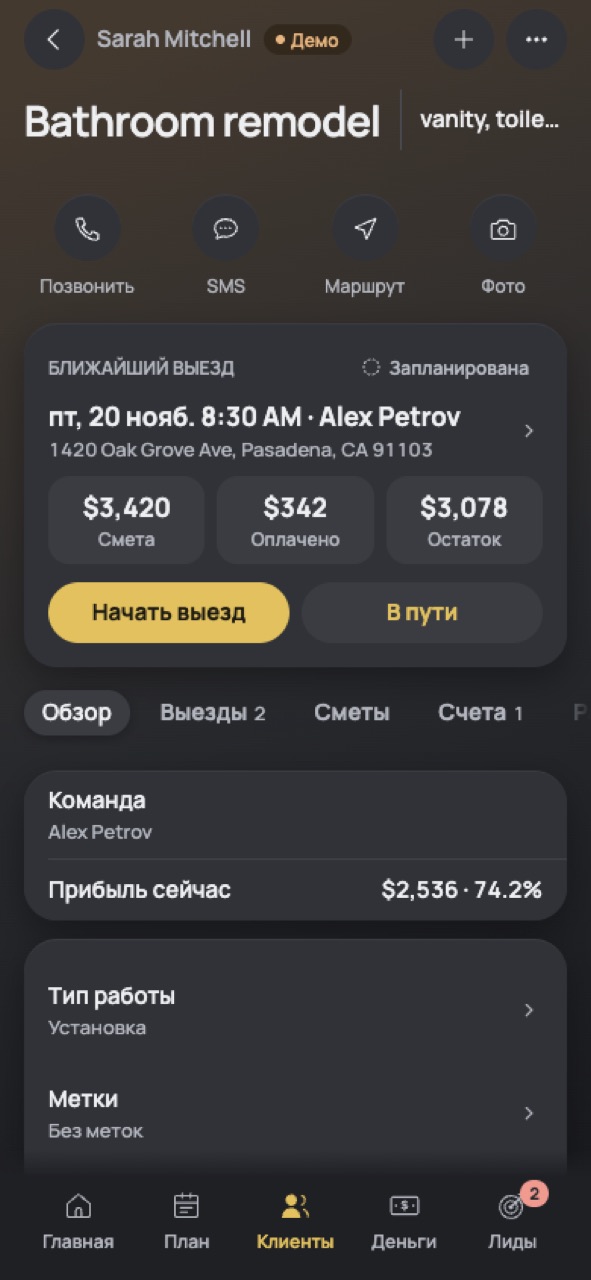 Sarah Mitchell Демо
Bathroom remodel vanity, toile...
Позвонить SMS Маршрут Фото
БЛИЖАЙШИЙ ВЫЕЗД Запланирована
пт, 20 нояб. 8:30 AM · Alex Petrov
1420 Oak Grove Ave, Pasadena, CA 91103
$3,420 $342 $3,078
Смета Оплачено Остаток
Начать выезд В пути
Обзор Выезды 2 Сметы Счета 1
Команда
Alex Petrov
Прибыль сейчас $2,536 · 74.2%
Тип работы
Установка
Метки
Без меток
2
Главная План Клиенты Деньги Лиды